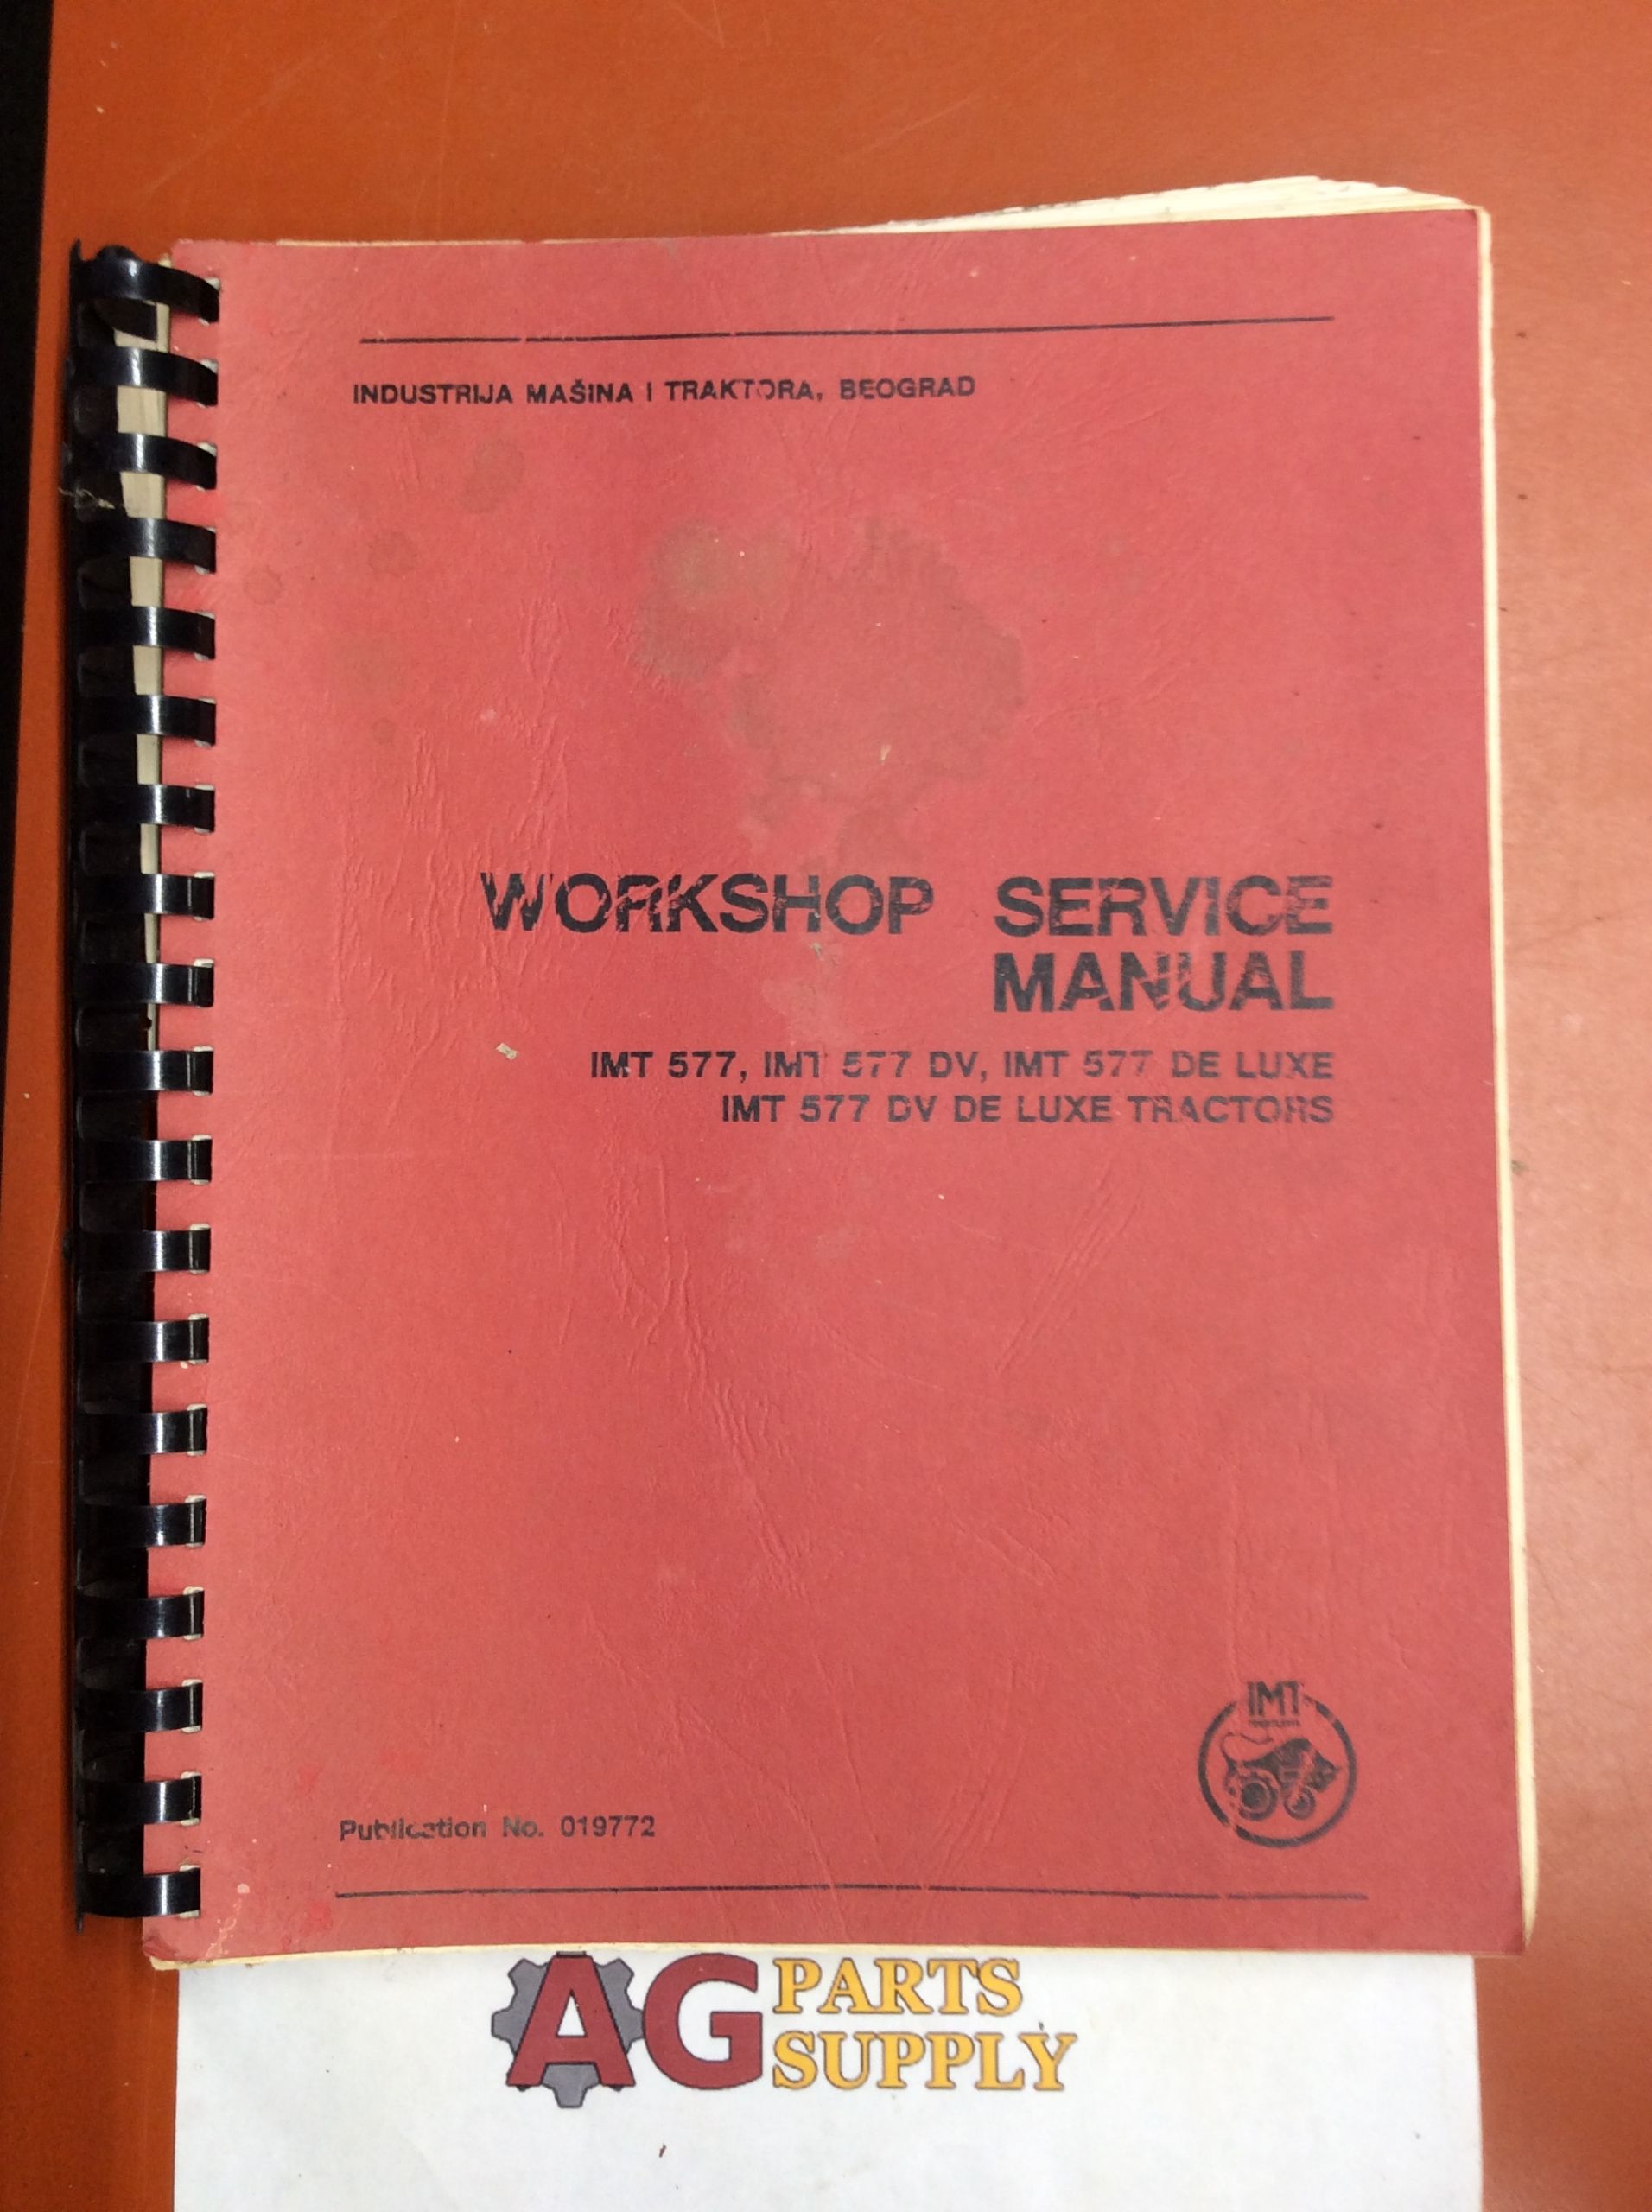 INDUSTRIJA MAŠINA I TRAKTORA, BEOGRAD
WORKSHOP SERVICE
MANUAL
IMT 577, IMT 577 DV, IMT 577 DE LUXE
IMT 577 DV DE LUXE TRACTORS
IMT
Publication No. 019772
AG PARTS
SUPPLY